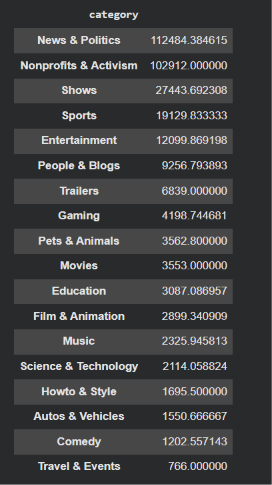 category
News & Politics 112484.384615
Nonprofits & Activism 102912.000000
Shows 27443.692308
Sports 19129.833333
Entertainment 12099.869198
People & Blogs 9256.793893
Trailers 6839.000000
Gaming 4198.744681
Pets & Animals 3562.800000
Movies 3553.000000
Education 3087.086957
Film & Animation 2899.340909
Music 2325.945813
Science & Technology 2114.058824
Howto & Style 1695.500000
Autos & Vehicles 1550.666667
Comedy 1202.557143
Travel & Events 766.000000